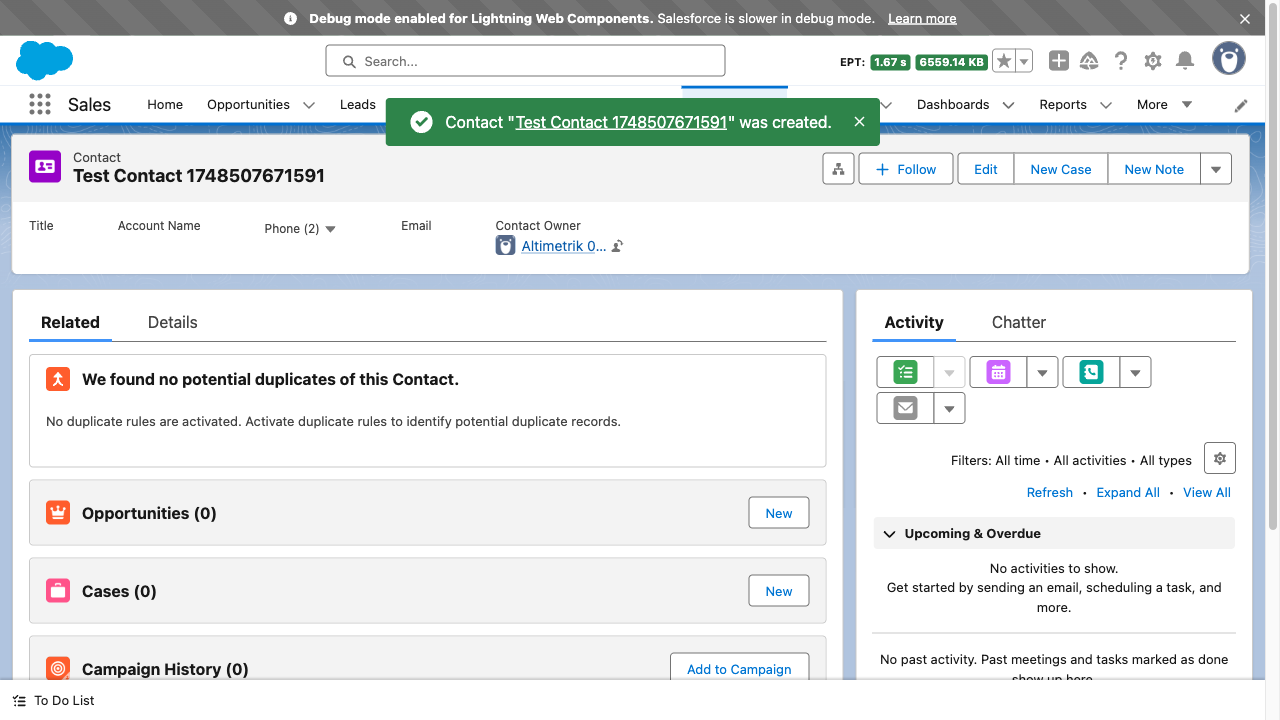 Debug mode enabled for Lightning Web Components. Salesforce is slower in debug mode. Learn more
Search...
EPT: 1.67 s 6559.14 KB
Sales Home Opportunities Leads Dashboards Reports More
Contact "Test Contact 1748507671591" was created.
Contact
Test Contact 1748507671591
Follow Edit New Case New Note
Title Account Name Phone (2) Email Contact Owner
Altimetrik 0...
Related Details
We found no potential duplicates of this Contact.
No duplicate rules are activated. Activate duplicate rules to identify potential duplicate records.
Opportunities (0) New
Cases (0) New
Campaign History (0) Add to Campaign
Activity Chatter
Filters: All time • All activities • All types
Refresh • Expand All • View All
Upcoming & Overdue
No activities to show.
Get started by sending an email, scheduling a task, and
more.
No past activity. Past meetings and tasks marked as done
show up here.
To Do List